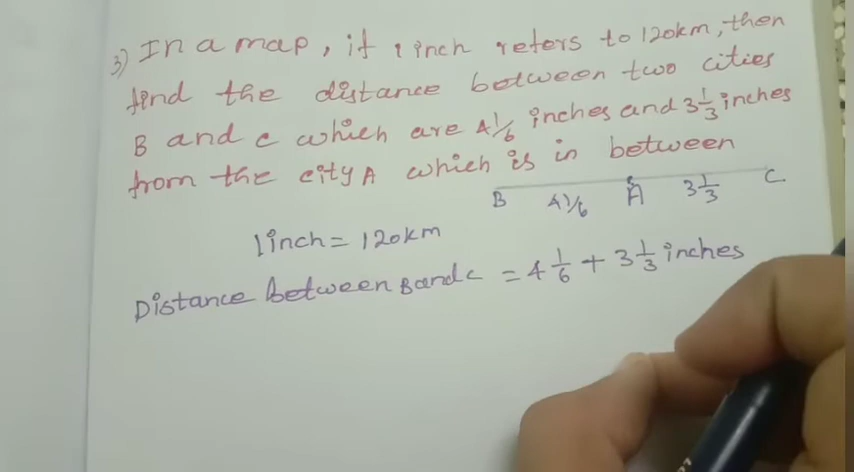 3) In a map, if 1 inch refers to 120km, then
find the distance between two cities
B and C which are 4 1/6 inches and 3 1/3 inches
from the city A which is in between
B 4 1/6 A 3 1/3 C
1 inch = 120km
Distance between B and C = 4 1/6 + 3 1/3 inches